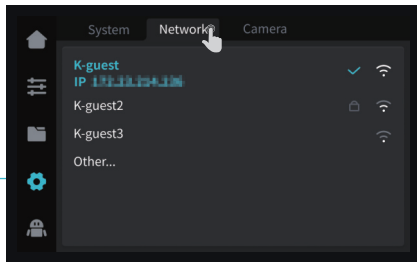 System Network Camera
K-guest
IP
K-guest2
K-guest3
Other...